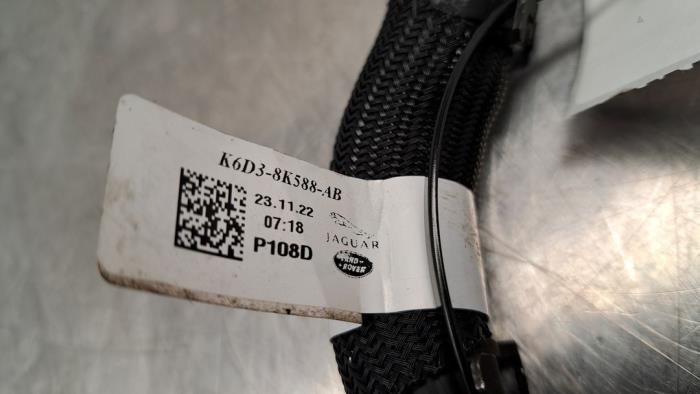 K6D3-8K588-AB
23.11.22
07:18
P108D
JAGUAR
LAND-
ROVER